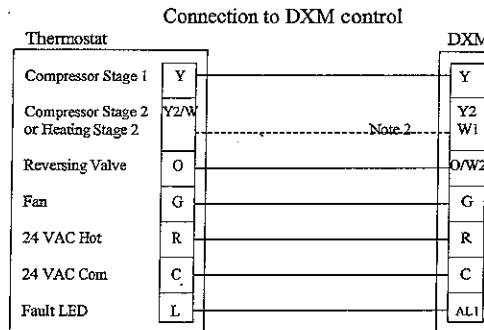 Connection to DXM control
Thermostat DXM
Compressor Stage 1 Y Y
Compressor Stage 2 Y2/W Y2
or Heating Stage 2 Note 2 W1
Reversing Valve O O/W2
Fan G G
24 VAC Hot R R
24 VAC Com C C
Fault LED L AL1